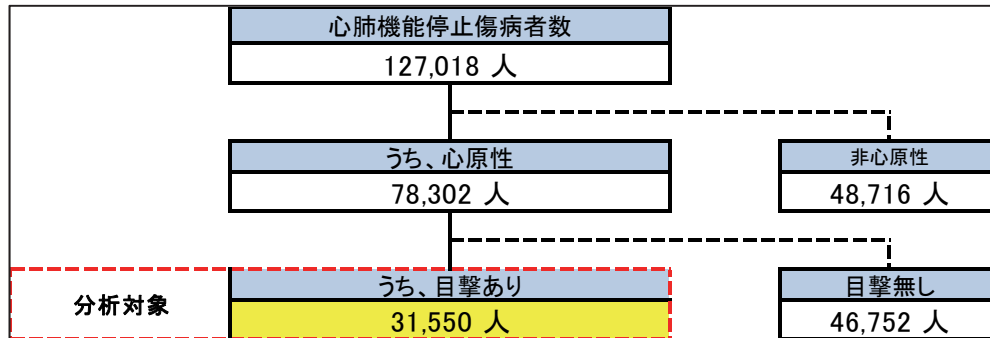 心肺機能停止傷病者数
127,018 人
うち、心原性
非心原性
78,302 人
48,716 人
分析対象
うち、目撃あり
目撃無し
31,550 人
46,752 人